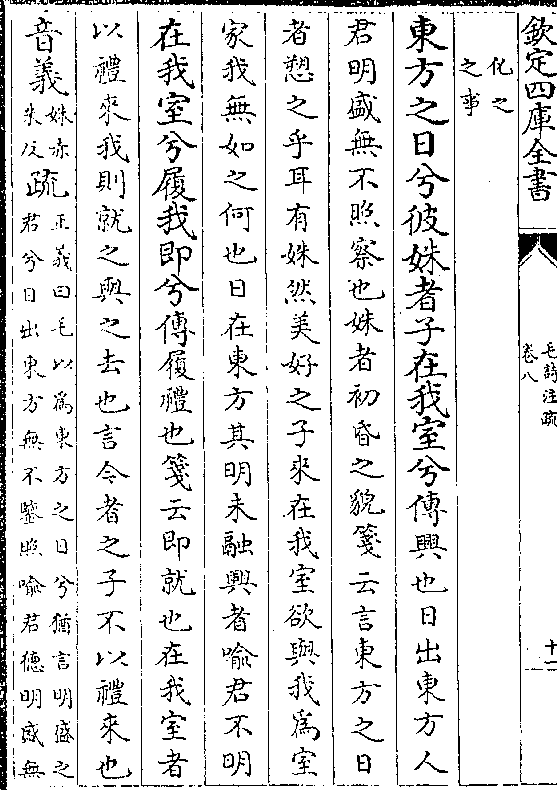 欽定四庫全書
毛詩注疏
卷八
十一
化之
之事
東方之日兮彼姝者子在我室兮傳興也日出東方人
君明盛無不照察也姝者初昏之貌箋云言東方之日
者愬之乎耳有姝然美好之子來在我室欲與我為室
家我無如之何也日在東方其明未融興者喻君不明
在我室兮履我即兮傳履禮也箋云即就也在我室者
以禮來我則就之與之去也言今者之子不以禮來也
音義姝赤
朱反疏正義曰毛以為東方之日兮猶言明盛之
君兮日出東方無不鑒照喻君德明盛無